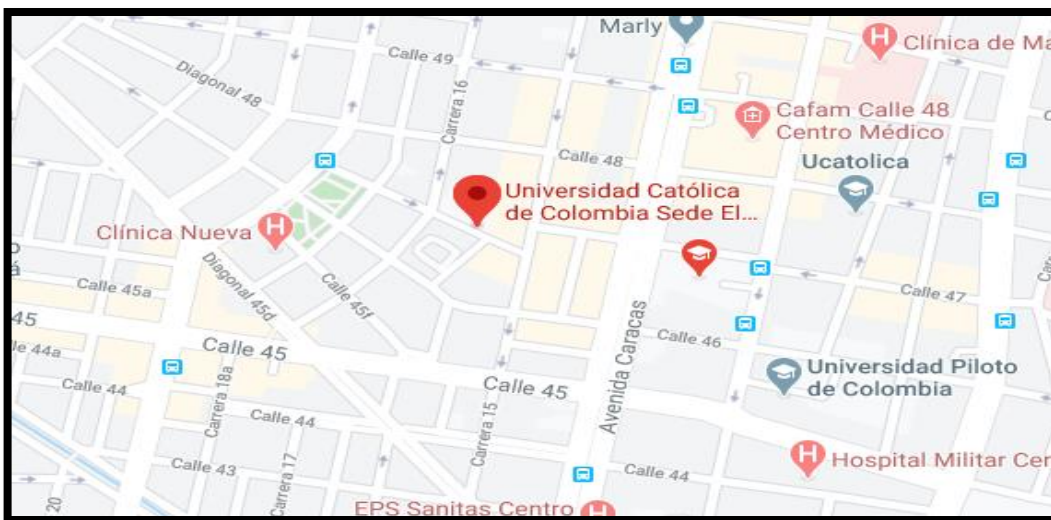 Marly
Calle 49
Clínica de Ma
Diagonal 48
Carrera 16
Cafam Calle 48
Centro Médico
Calle 48
Ucatolica
Universidad Católica
de Colombia Sede El...
Clínica Nueva
Diagonal 45d
Calle 45f
Calle 45a
Calle 47
45
Avenida Caracas
Calle 46
le 44a
Calle 45
Universidad Piloto
de Colombia
Calle 44
Carrera 18a
Calle 45
Carrera 15
Calle 44
Calle 43
Carrera 17
Calle 44
Hospital Militar Cer
20
EPS Sanitas Centro